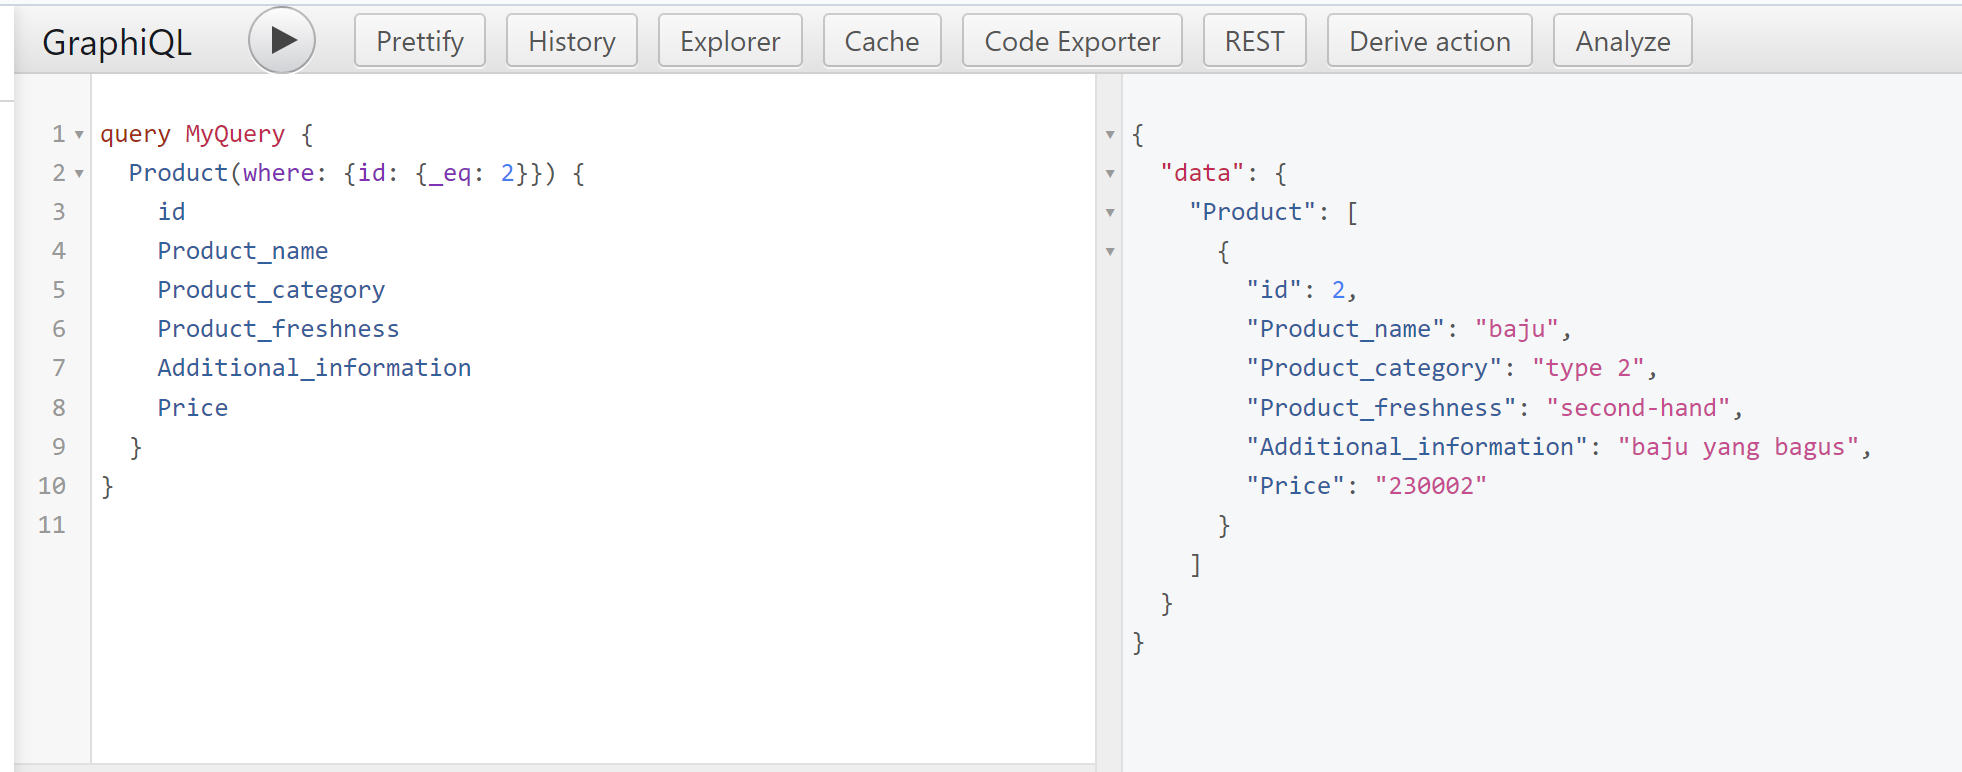 GraphiQL Prettify History Explorer Cache Code Exporter REST Derive action Analyze
1 query MyQuery {
2 Product(where: {id: {_eq: 2}}) {
3 id
4 Product_name
5 Product_category
6 Product_freshness
7 Additional_information
8 Price
9 }
10 }
11
{
"data": {
"Product": [
{
"id": 2,
"Product_name": "baju",
"Product_category": "type 2",
"Product_freshness": "second-hand",
"Additional_information": "baju yang bagus",
"Price": "230002"
}
]
}
}